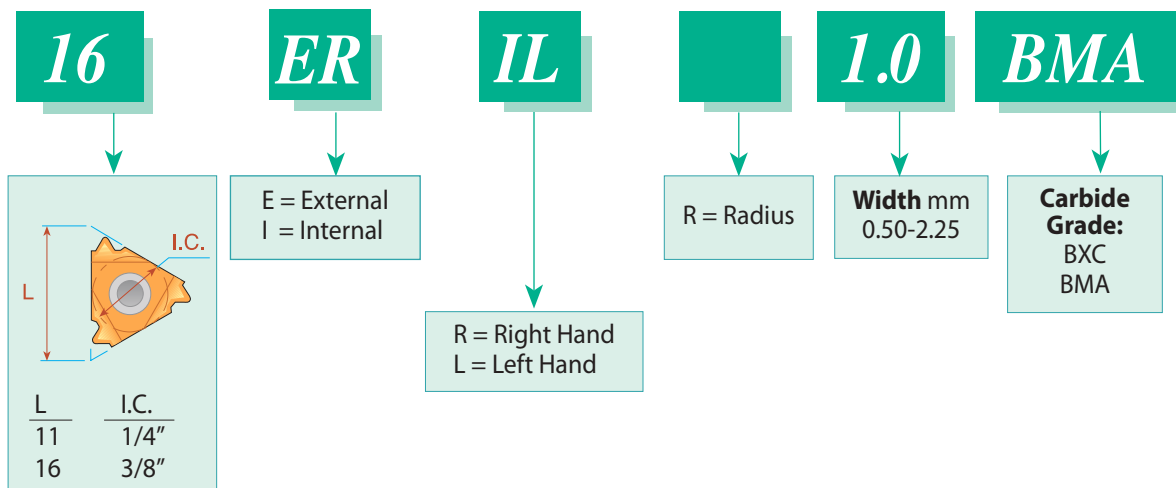 16 ER IL 1.0 BMA
I.C.
L
L I.C.
11 1/4”
16 3/8”
E = External
I = Internal
R = Right Hand
L = Left Hand
R = Radius
Width mm
0.50-2.25
Carbide
Grade:
BXC
BMA